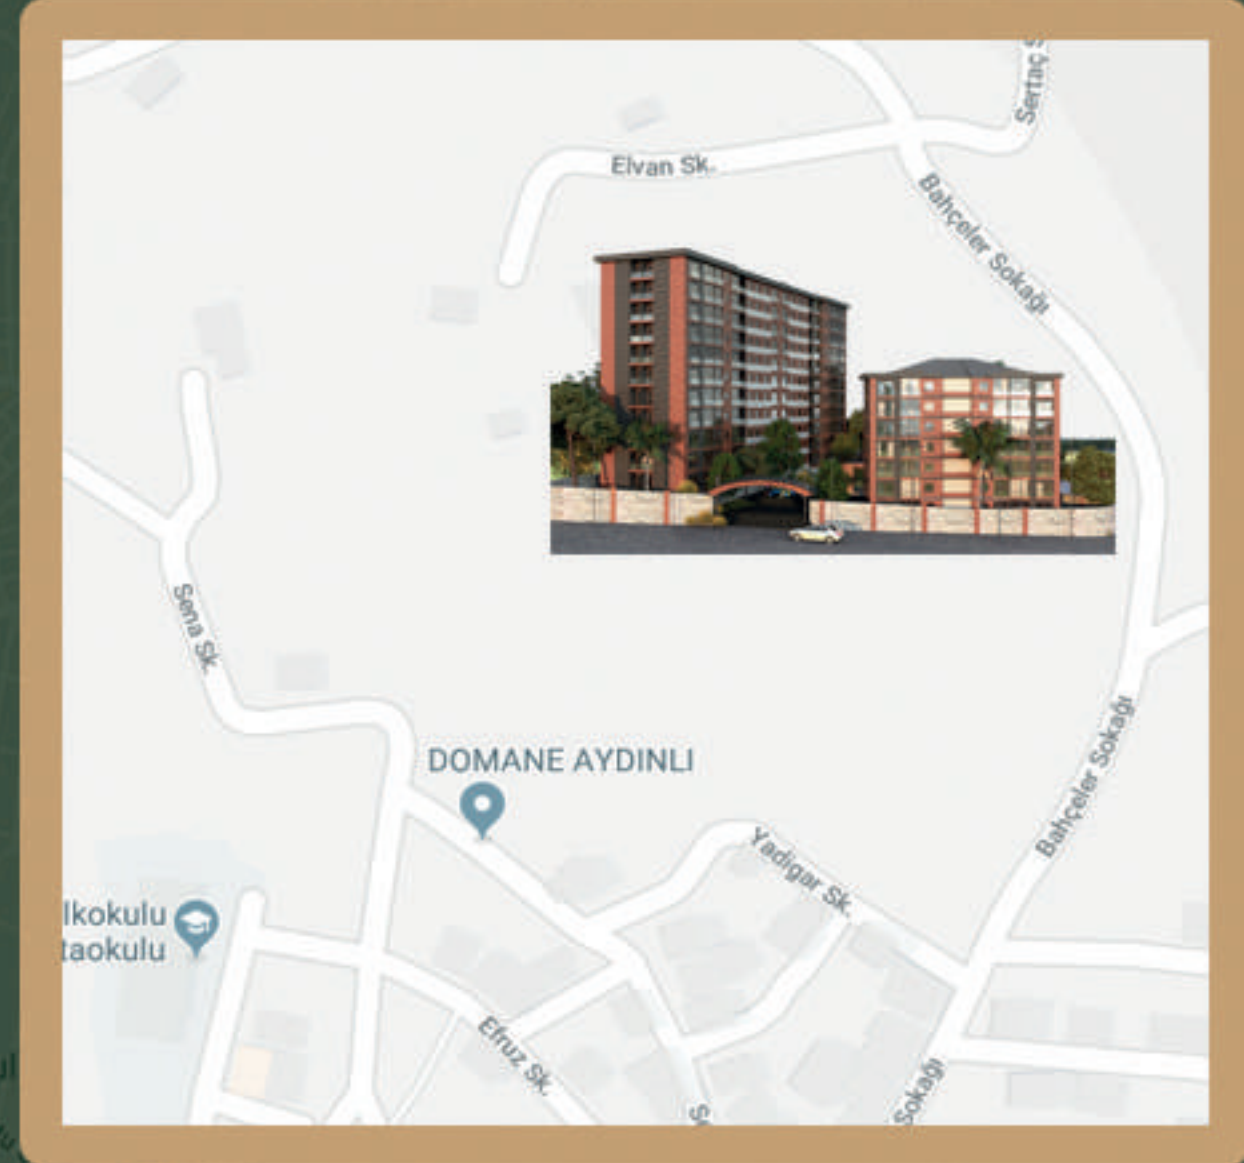 Sertaç S
Elvan Sk.
Bahçeler Sokağı
Sena Sk.
Bahçeler Sokağı
DOMANE AYDINLI
Yadigar Sk.
lkokulu
taokulu
Efruz Sk.
Sokağı